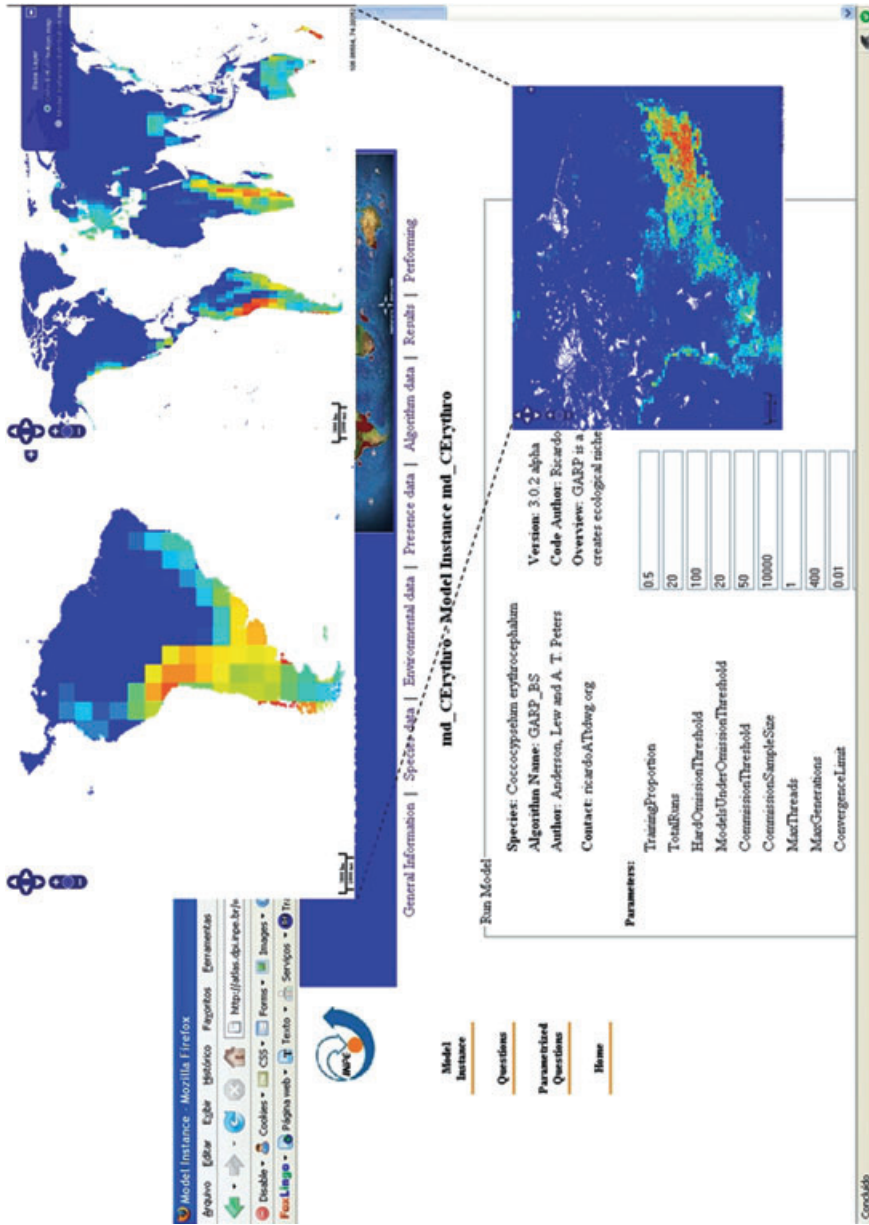 Model Instance - Mozilla Firefox
Arquivo Editar Exibir Histórico Favoritos Ferramentas
http://atlas.dpi.inpe.br/
Disable Cookies CSS Forms Images
FoxLingo Página web Texto Serviços
Base Layer
INPE
General Information | Species data | Environmental data | Presence data | Algorithm data | Results | Performing
md_CErythro - Model Instance md_CErythro
Model
Instance
Questions
Parametrized
Questions
Home
Run Model
Species: Coccocypselum erythrocephalum
Algorithm Name: GARP_BS
Version: 3.0.2 alpha
Author: Anderson, Lew and A. T. Peters
Code Author: Ricardo
Contact: ricardoATtdwg.org
Overview: GARP is a
creates ecological niche
Parameters:
TrainingProportion 0.5
TotalRuns 20
HardOmissionThreshold 100
ModelsUnderOmissionThreshold 20
CommissionThreshold 50
CommissionSampleSize 10000
MaxThreads 1
MaxGenerations 400
ConvergenceLimit 0.01
Concluído